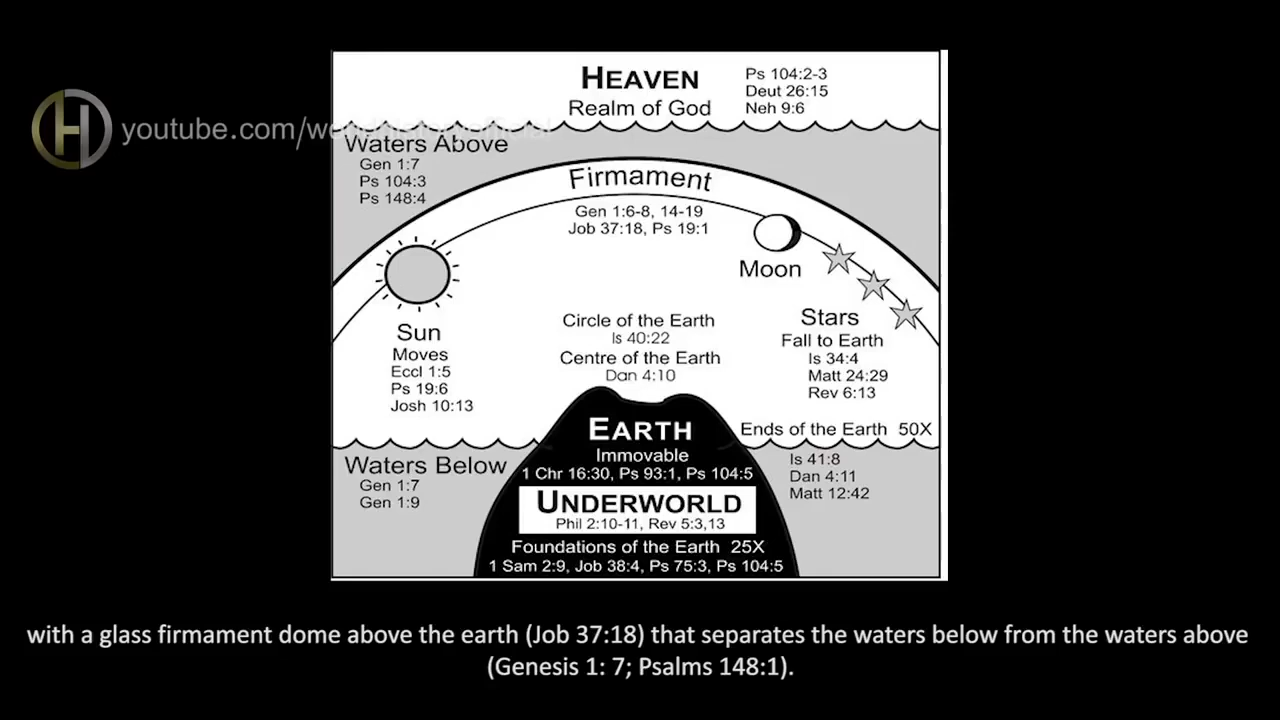 HEAVEN
Realm of God
Ps 104:2-3
Deut 26:15
Neh 9:6
H
Waters Above
Gen 1:7
Ps 104:3
Ps 148:4
Firmament
Gen 1:6-8, 14-19
Job 37:18, Ps 19:1
Moon
Sun
Moves
Eccl 1:5
Ps 19:6
Josh 10:13
Circle of the Earth
Is 40:22
Centre of the Earth
Dan 4:10
Stars
Fall to Earth
Is 34:4
Matt 24:29
Rev 6:13
Ends of the Earth 50X
Is 41:8
Dan 4:11
Matt 12:42
Waters Below
Gen 1:7
Gen 1:9
EARTH
Immovable
1 Chr 16:30, Ps 93:1, Ps 104:5
UNDERWORLD
Phil 2:10-11, Rev 5:3,13
Foundations of the Earth 25X
1 Sam 2:9, Job 38:4, Ps 75:3, Ps 104:5
with a glass firmament dome above the earth (Job 37:18) that separates the waters below from the waters above
(Genesis 1: 7; Psalms 148:1).